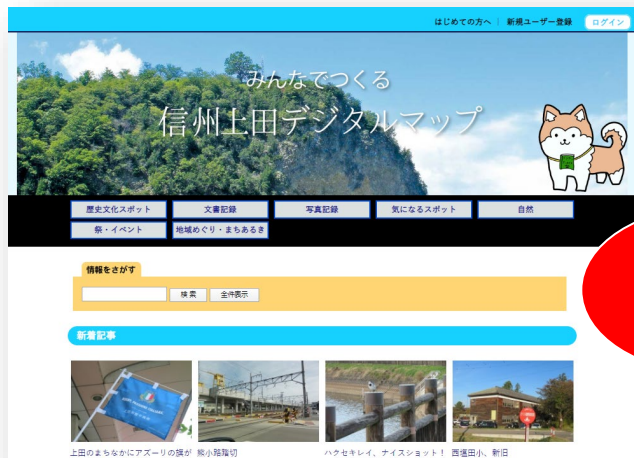 はじめての方へ | 新規ユーザー登録 ログイン
みんなでつくる
信州上田デジタルマップ
歴史文化スポット 文書記録 写真記録 気になるスポット 自然
祭・イベント 地域めぐり・まちあるき
情報をさがす
検索 全件表示
新着記事
上田のまちなかにアズーリの旗が 熊小路踏切 ハクセキレイ、ナイスショット! 西塩田小、新旧